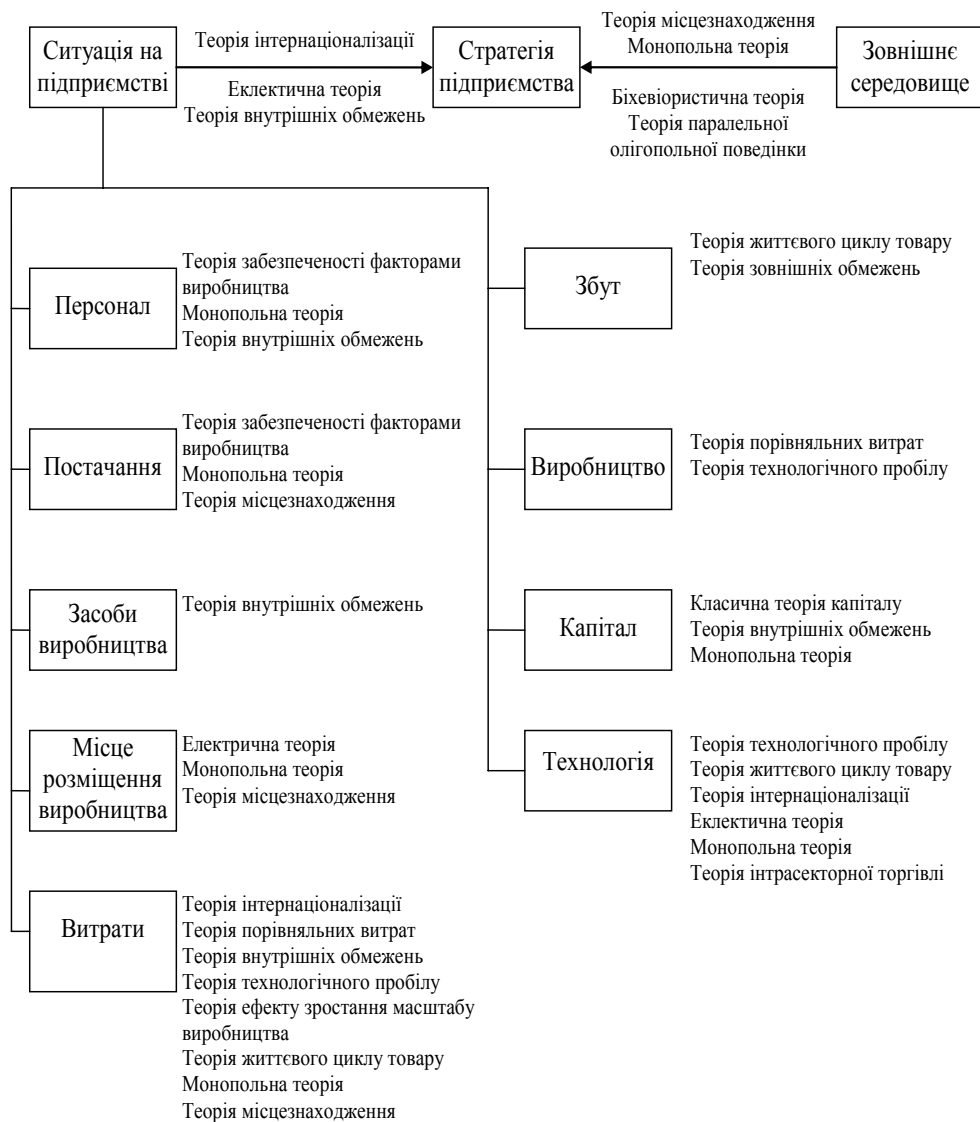 Ситуація на
підприємстві
Теорія інтернаціоналізації
Еклектична теорія
Теорія внутрішніх обмежень
Стратегія
підприємства
Теорія місцезнаходження
Монопольна теорія
Біхевіористична теорія
Теорія паралельної
олігопольної поведінки
Зовнішнє
середовище
Персонал
Теорія забезпеченості факторами
виробництва
Монопольна теорія
Теорія внутрішніх обмежень
Збут
Теорія життєвого циклу товару
Теорія зовнішніх обмежень
Постачання
Теорія забезпеченості факторами
виробництва
Монопольна теорія
Теорія місцезнаходження
Виробництво
Теорія порівняльних витрат
Теорія технологічного пробілу
Засоби
виробництва
Теорія внутрішніх обмежень
Капітал
Класична теорія капіталу
Теорія внутрішніх обмежень
Монопольна теорія
Місце
розміщення
виробництва
Електрична теорія
Монопольна теорія
Теорія місцезнаходження
Технологія
Теорія технологічного пробілу
Теорія життєвого циклу товару
Теорія інтернаціоналізації
Еклектична теорія
Монопольна теорія
Теорія інтрасекторної торгівлі
Витрати
Теорія інтернаціоналізації
Теорія порівняльних витрат
Теорія внутрішніх обмежень
Теорія технологічного пробілу
Теорія ефекту зростання масштабу
виробництва
Теорія життєвого циклу товару
Монопольна теорія
Теорія місцезнаходження